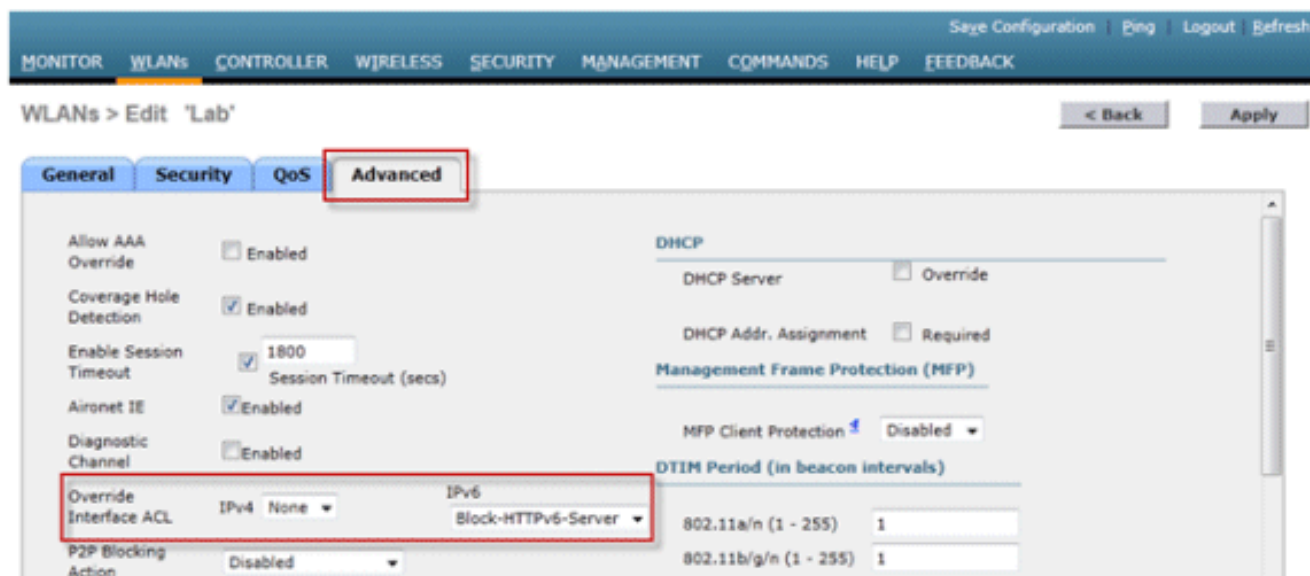 Save Configuration | Ping | Logout | Refresh
MONITOR WLANs CONTROLLER WIRELESS SECURITY MANAGEMENT COMMANDS HELP FEEDBACK
WLANs > Edit 'Lab'
< Back
Apply
General Security QoS Advanced
Allow AAA
Override
Enabled
Coverage Hole
Detection
Enabled
Enable Session
Timeout
1800
Session Timeout (secs)
Aironet IE
Enabled
Diagnostic
Channel
Enabled
Override
Interface ACL
IPv4 None
IPv6
Block-HTTPv6-Server
P2P Blocking
Action
Disabled
DHCP
DHCP Server
Override
DHCP Addr. Assignment
Required
Management Frame Protection (MFP)
MFP Client Protection 4
Disabled
DTIM Period (in beacon intervals)
802.11a/n (1 - 255) 1
802.11b/g/n (1 - 255) 1